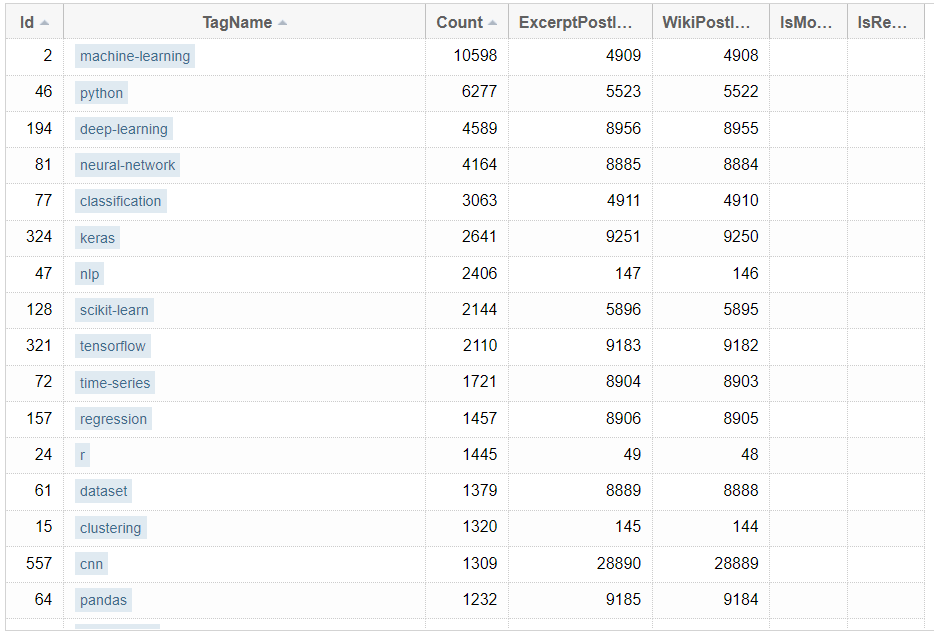 Id TagName Count ExcerptPostI... WikiPostI... IsMo... IsRe...
2 machine-learning 10598 4909 4908
46 python 6277 5523 5522
194 deep-learning 4589 8956 8955
81 neural-network 4164 8885 8884
77 classification 3063 4911 4910
324 keras 2641 9251 9250
47 nlp 2406 147 146
128 scikit-learn 2144 5896 5895
321 tensorflow 2110 9183 9182
72 time-series 1721 8904 8903
157 regression 1457 8906 8905
24 r 1445 49 48
61 dataset 1379 8889 8888
15 clustering 1320 145 144
557 cnn 1309 28890 28889
64 pandas 1232 9185 9184